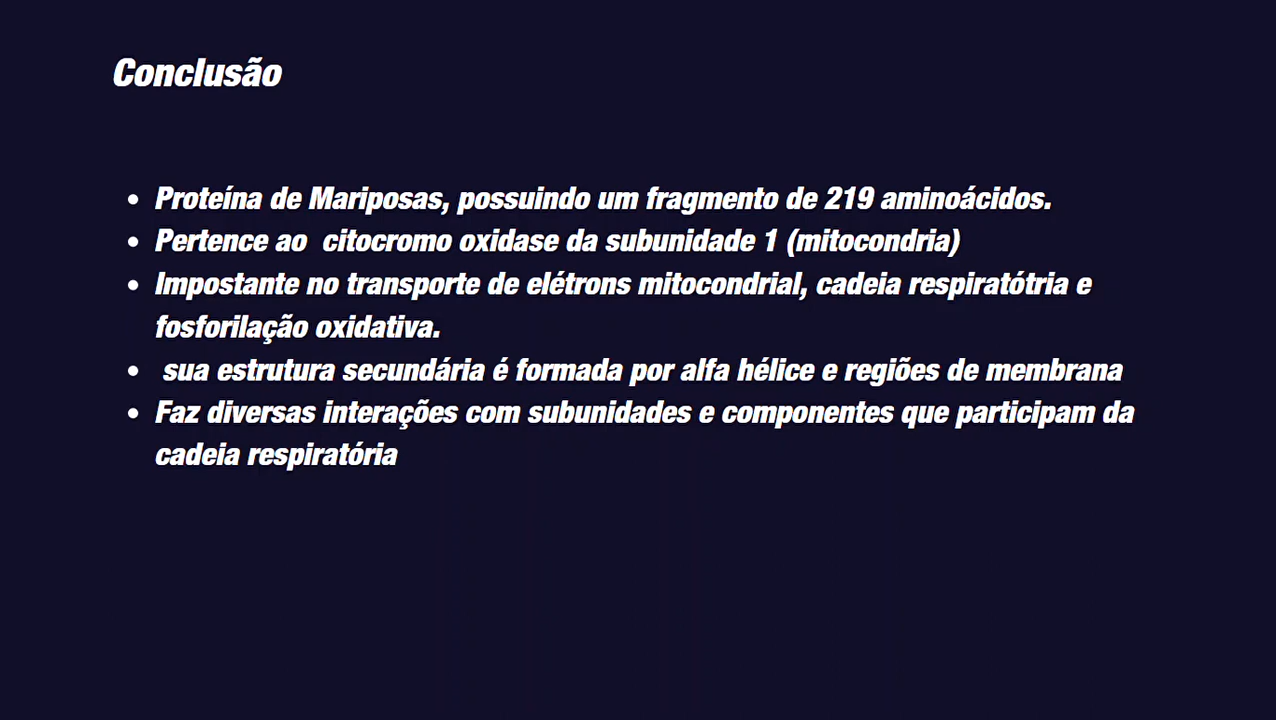 Conclusão
• Proteína de Mariposas, possuindo um fragmento de 219 aminoácidos.
• Pertence ao  citocromo oxidase da subunidade 1 (mitocondria)
• Impostante no transporte de elétrons mitocondrial, cadeia respiratótria e
fosforilação oxidativa.
•  sua estrutura secundária é formada por alfa hélice e regiões de membrana
• Faz diversas interações com subunidades e componentes que participam da
cadeia respiratória